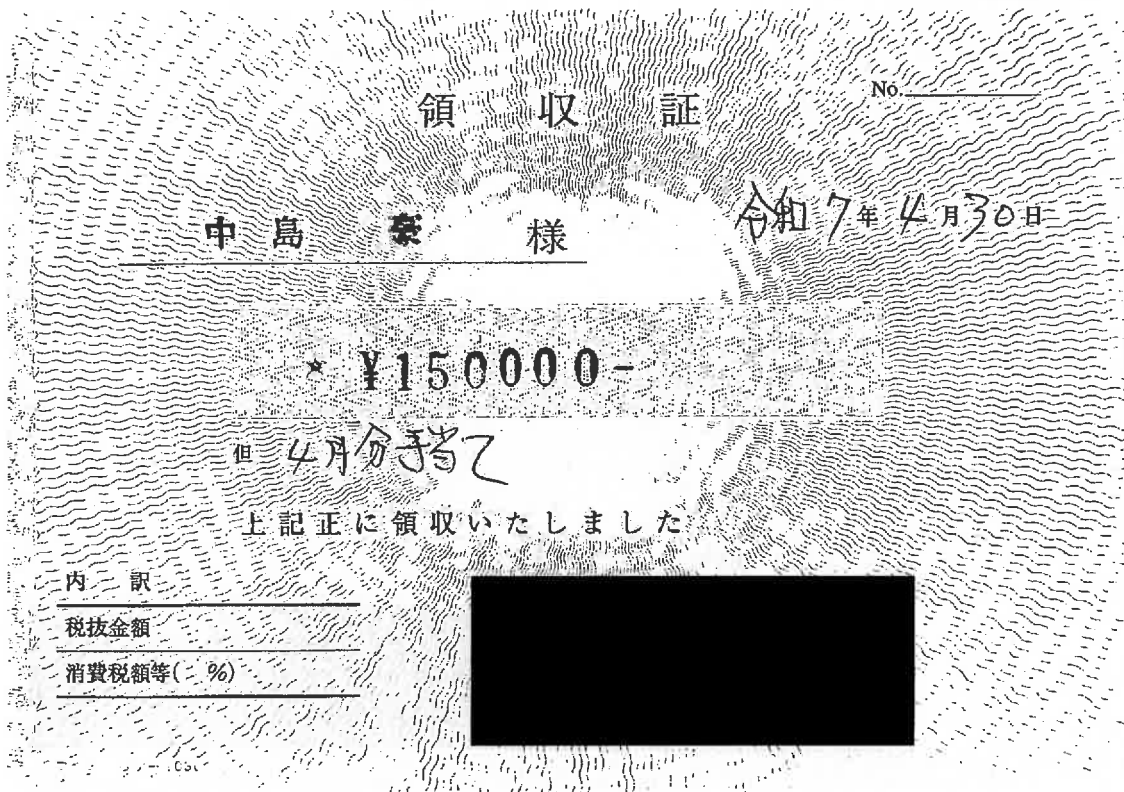 領 収 証
No.
令和 7 年 4 月 30 日
中 島 様
* ¥150000-
但 4月分手当て
上記正に領収いたしました
内 訳
税抜金額
消費税額等( %)